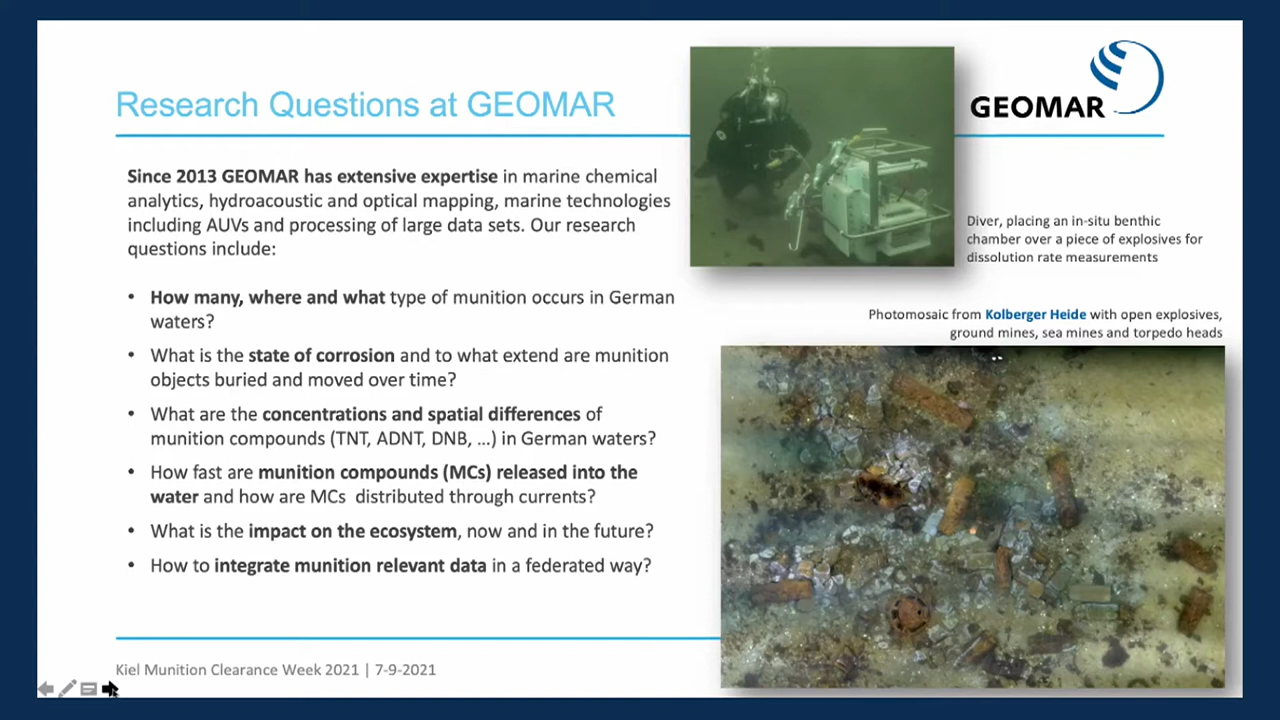 Research Questions at GEOMAR
GEOMAR
Since 2013 GEOMAR has extensive expertise in marine chemical
analytics, hydroacoustic and optical mapping, marine technologies
including AUVs and processing of large data sets. Our research
questions include:
• How many, where and what type of munition occurs in German
waters?
• What is the state of corrosion and to what extend are munition
objects buried and moved over time?
• What are the concentrations and spatial differences of
munition compounds (TNT, ADNT, DNB, ...) in German waters?
• How fast are munition compounds (MCs) released into the
water and how are MCs distributed through currents?
• What is the impact on the ecosystem, now and in the future?
• How to integrate munition relevant data in a federated way?
Diver, placing an in-situ benthic
chamber over a piece of explosives for
dissolution rate measurements
Photomosaic from Kolberger Heide with open explosives,
ground mines, sea mines and torpedo heads
Kiel Munition Clearance Week 2021 | 7-9-2021